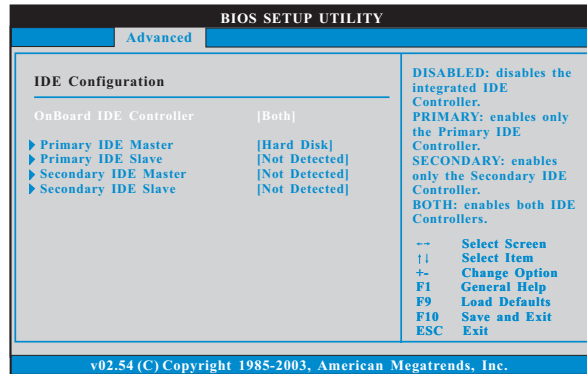 BIOS SETUP UTILITY
Advanced
IDE Configuration
OnBoard IDE Controller [Both]
Primary IDE Master [Hard Disk]
Primary IDE Slave [Not Detected]
Secondary IDE Master [Not Detected]
Secondary IDE Slave [Not Detected]
DISABLED: disables the
integrated IDE
Controller.
PRIMARY: enables only
the Primary IDE
Controller.
SECONDARY: enables
only the Secondary IDE
Controller.
BOTH: enables both IDE
Controllers.
←→ Select Screen
↑↓ Select Item
+- Change Option
F1 General Help
F9 Load Defaults
F10 Save and Exit
ESC Exit
v02.54 (C) Copyright 1985-2003, American Megatrends, Inc.